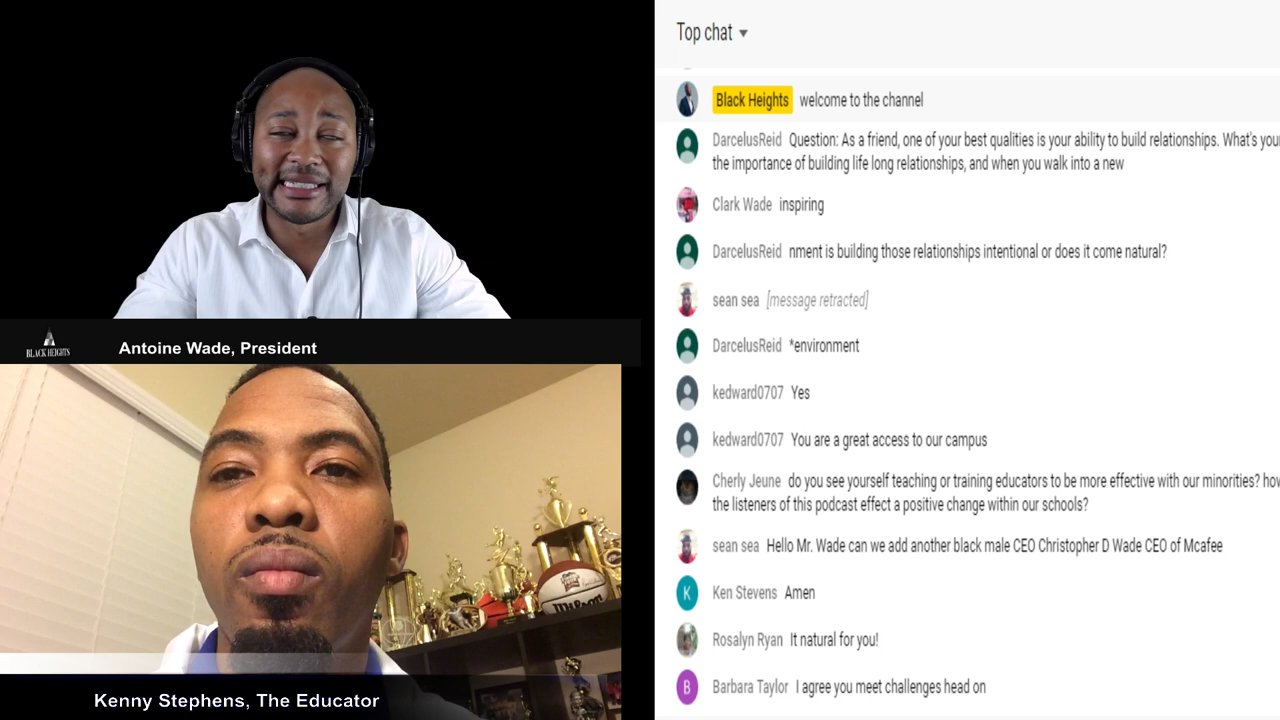 BLACK HEIGHTS
Antoine Wade, President
Wilson
Kenny Stephens, The Educator
Top chat
Black Heights welcome to the channel
DarcelusReid Question: As a friend, one of your best qualities is your ability to build relationships. What's you
the importance of building life long relationships, and when you walk into a new
Clark Wade inspiring
DarcelusReid nment is building those relationships intentional or does it come natural?
sean sea [message retracted]
DarcelusReid *environment
kedward0707 Yes
kedward0707 You are a great access to our campus
Cherly Jeune do you see yourself teaching or training educators to be more effective with our minorities? how
the listeners of this podcast effect a positive change within our schools?
sean sea Hello Mr. Wade can we add another black male CEO Christopher D Wade CEO of Mcafee
K Ken Stevens Amen
Rosalyn Ryan It natural for you!
B Barbara Taylor I agree you meet challenges head on